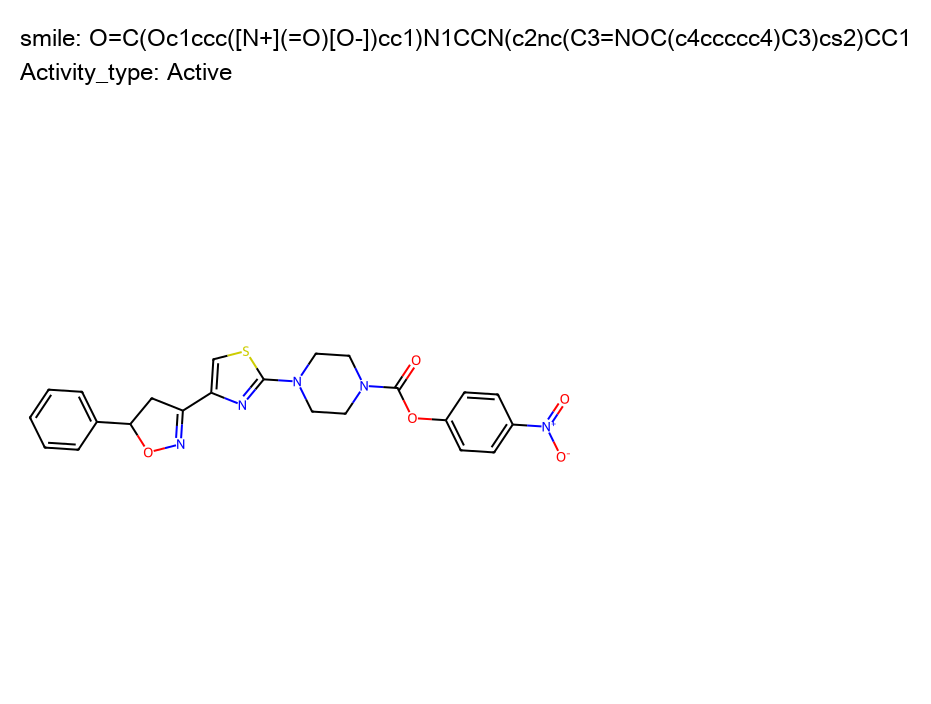 smile: O=C(Oc1ccc([N+](=O)[O-])cc1)N1CCN(c2nc(C3=NOC(c4ccccc4)C3)cs2)CC1
Activity_type: Active
S
O
N
N
N
O
N+
O
N
O-
O